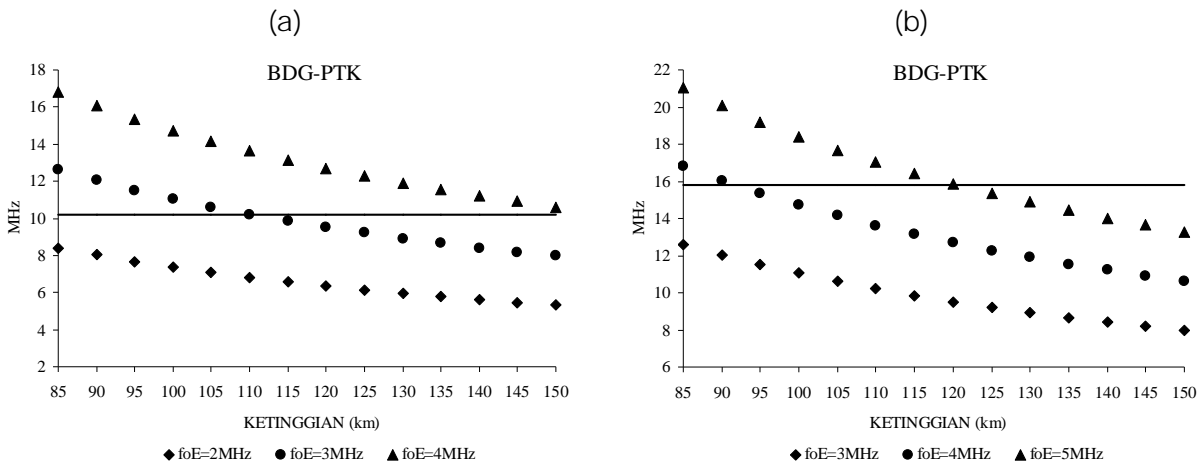 (a)
BDG-PTK
MHz
18
16
14
12
10
8
6
4
2
85 90 95 100 105 110 115 120 125 130 135 140 145 150
KETINGGIAN (km)
foE=2MHz foE=3MHz foE=4MHz
(b)
BDG-PTK
MHz
22
20
18
16
14
12
10
8
6
85 90 95 100 105 110 115 120 125 130 135 140 145 150
KETINGGIAN (km)
foE=3MHz foE=4MHz foE=5MHz